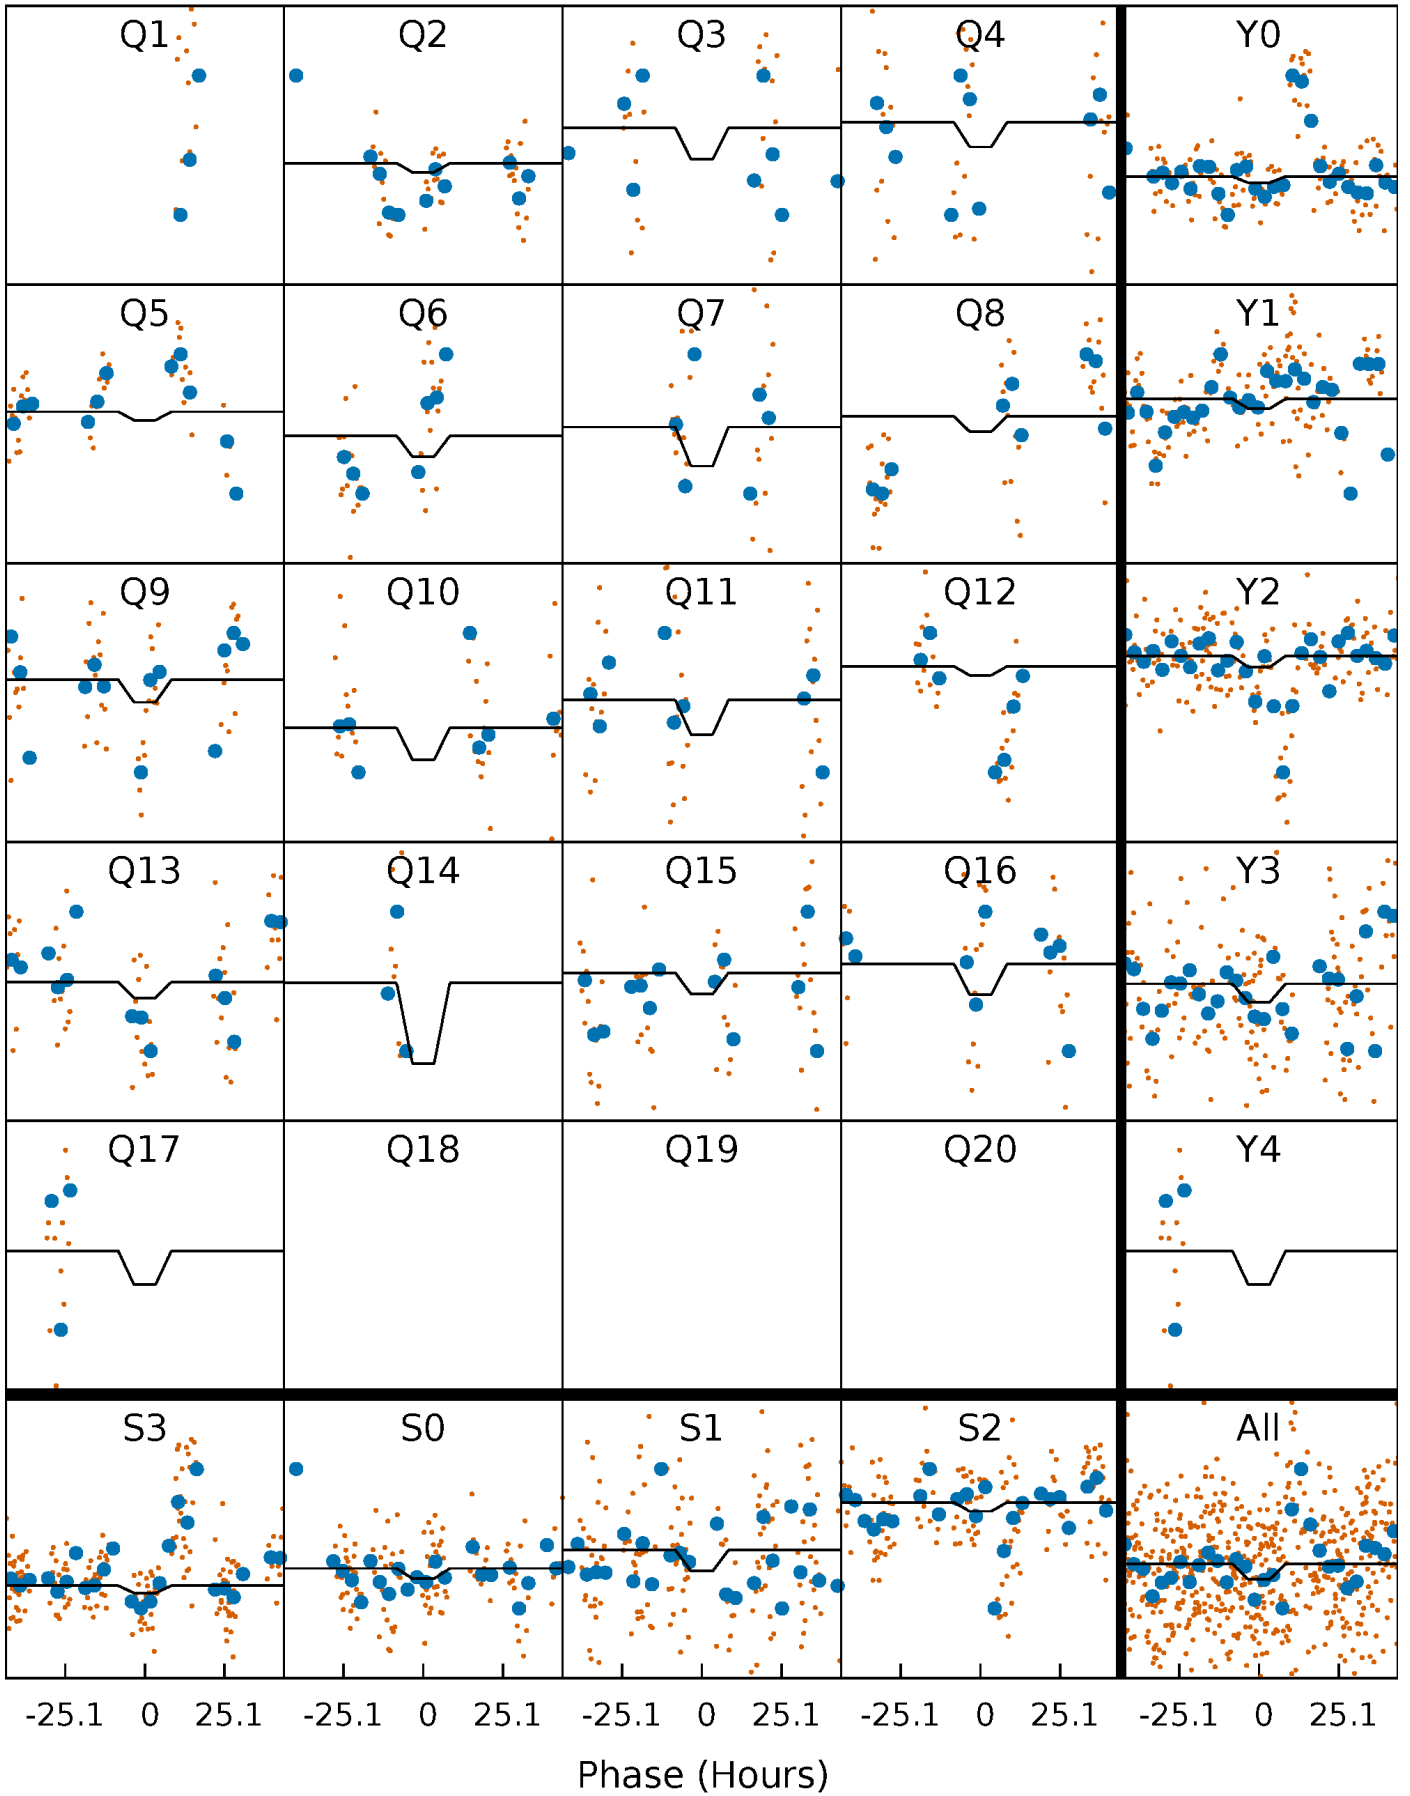 Q1 Q2 Q3 Q4 Y0
Q5 Q6 Q7 Q8 Y1
Q9 Q10 Q11 Q12 Y2
Q13 Q14 Q15 Q16 Y3
Q17 Q18 Q19 Q20 Y4
S3 S0 S1 S2 All
-25.1 0 25.1 -25.1 0 25.1 -25.1 0 25.1 -25.1 0 25.1 -25.1 0 25.1
Phase (Hours)